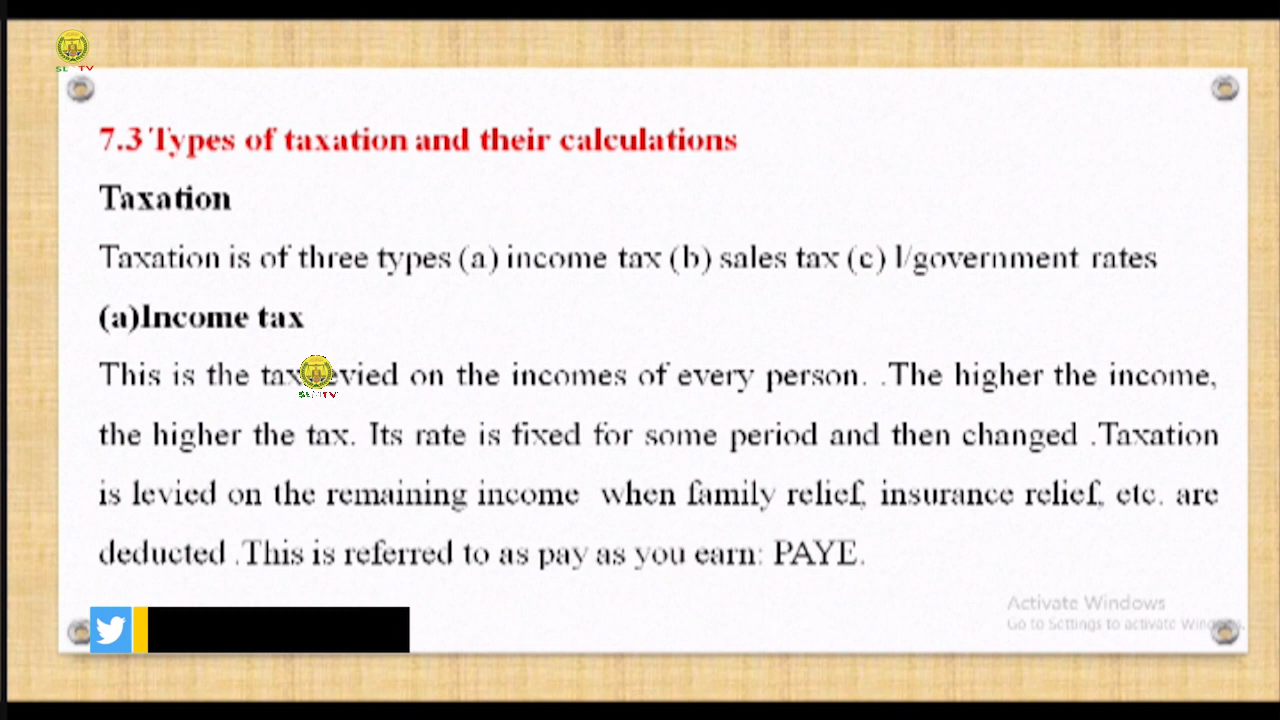 7.3 Types of taxation and their calculations
Taxation
Taxation is of three types (a) income tax (b) sales tax (c) l/government rates
(a)Income tax
This is the tax evied on the incomes of every person. .The higher the income,
the higher the tax. Its rate is fixed for some period and then changed .Taxation
is levied on the remaining income when family relief, insurance relief, etc. are
deducted .This is referred to as pay as you earn: PAYE.
Activate Windows
Go to Settings to activate Windows.